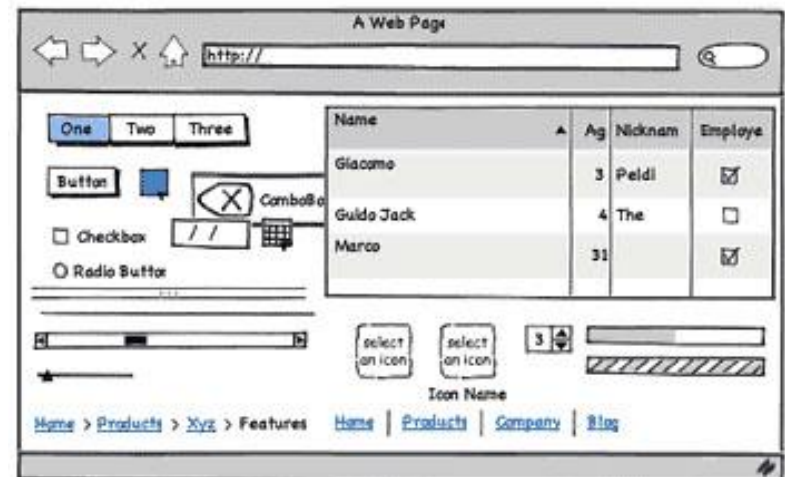 A Web Page
X http://
One Two Three
Button
X ComboBo
Checkbox
/ /
Radio Button
Name Ag Nicknam Employe
Giacomo 3 Peldi
Guido Jack 4 The
Marco 31
select an icon
select an icon
3
Icon Name
Home > Products > Xyz > Features
Home | Products | Company | Blog